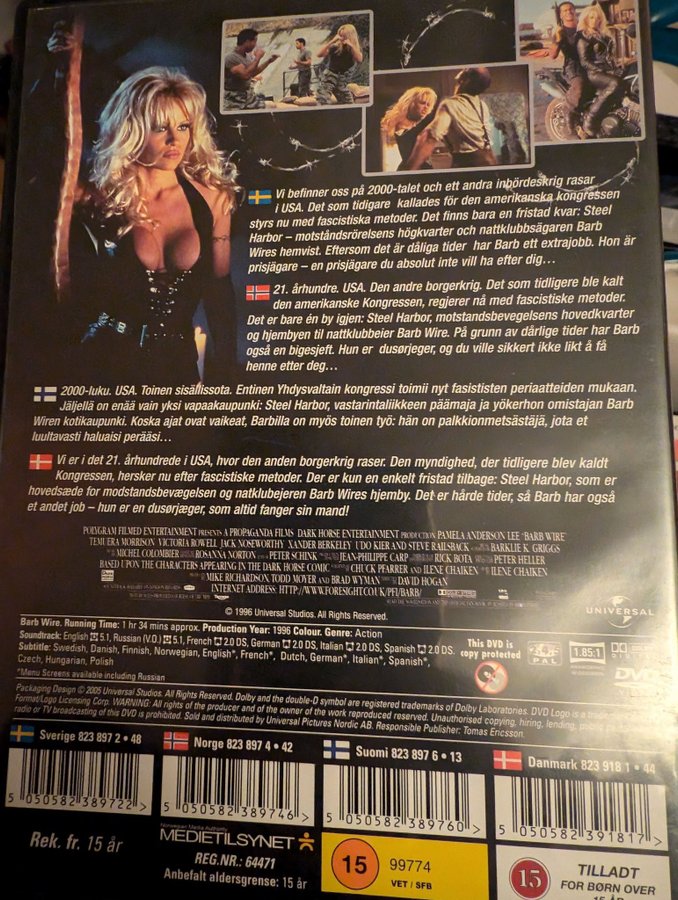 Vi befinner oss på 2000-talet och ett andra inbördeskrig rasar
i USA. Det som tidigare kallades för den amerikanska kongressen
styrs nu med fascistiska metoder. Det finns bara en fristad kvar: Steel
Harbor – motståndsrörelsens högkvarter och nattklubbsägaren Barb
Wires hemvist. Eftersom det är dåliga tider har Barb ett extrajobb. Hon är
prisjägare – en prisjägare du absolut inte vill ha efter dig…
21. århundre. USA. Den andre borgerkrig. Det som tidligere ble kalt
den amerikanske Kongressen, regjerer nå med fascistiske metoder.
Det er bare én by igjen: Steel Harbor, motstandsbevegelsens hovedkvarter
og hjembyen til nattklubbeier Barb Wire. På grunn av dårlige tider har Barb
også en bigesjeft. Hun er dusørjeger, og du ville sikkert ikke likt å få
henne etter deg…
2000-luku. USA. Toinen sisällissota. Entinen Yhdysvaltain kongressi toimii nyt fasististen periaatteiden mukaan.
Jäljellä on enää vain yksi vapaakaupunki: Steel Harbor, vastarintaliikkeen päämaja ja yökerhon omistajan Barb
Wiren kotikaupunki. Koska ajat ovat vaikeat, Barbilla on myös toinen työ: hän on palkkionmetsästäjä, jota et
luultavasti haluaisi perääsi…
Vi er i det 21. århundrede i USA, hvor den anden borgerkrig raser. Den myndighed, der tidligere blev kaldt
Kongressen, hersker nu efter fascistiske metoder. Der er kun en enkelt fristad tilbage: Steel Harbor, som er
hovedsæde for modstandsbevægelsen og natklubejeren Barb Wires hjemby. Det er hårde tider, så Barb har også
et andet job – hun er en dusørjæger, som altid fanger sin mand!
POLYGRAM FILMED ENTERTAINMENT PRESENTS A PROPAGANDA FILMS DARK HORSE ENTERTAINMENT PRODUCTION PAMELA ANDERSON LEE "BARB WIRE"
TEMUERA MORRISON, VICTORIA ROWELL, JACK NOSEWORTHY, XANDER BERKELEY, UDO KIER AND STEVE RAILSBACK BARKLIE K. GRIGGS
MICHEL COLOMBIER ROSANNA NORTON PETER SCHINK JEAN-PHILIPPE CARP RICK BOTA PETER HELLER
BASED UPON THE CHARACTERS APPEARING IN THE DARK HORSE COMIC CHUCK PFARRER AND ILENE CHAIKEN ILENE CHAIKEN
MIKE RICHARDSON TODD MOYER AND BRAD WYMAN DAVID HOGAN
INTERNET ADDRESS: HTTP://WWW.FORESIGHT.CO.UK/PFI/BARB/
© 1996 Universal Studios. All Rights Reserved.
UNIVERSAL
Barb Wire. Running Time: 1 hr 34 mins approx. Production Year: 1996 Colour. Genre: Action
Soundtrack: English 5.1, Russian (V.O.) 5.1, French 2.0 DS, German 2.0 DS, Italian 2.0 DS, Spanish 2.0 DS.
Subtitle: Swedish, Danish, Finnish, Norwegian, English*, French*, Dutch, German*, Italian*, Spanish*,
Czech, Hungarian, Polish
*Menu Screens available including Russian
This DVD is
copy protected
PAL
1.85:1
DVD
Packaging Design © 2005 Universal Studios. All Rights Reserved. Dolby and the double-D symbol are registered trademarks of Dolby Laboratories. DVD Logo is a trademark of
Format/Logo Licensing Corp. WARNING: All rights of the producer and of the owner of the work reproduced reserved. Unauthorised copying, hiring, lending, public
radio or TV broadcasting of this DVD is prohibited. Sold and distributed by Universal Pictures Nordic AB. Responsible Publisher: Tomas Ericsson.
Sverige 823 897 2 • 48
Norge 823 897 4 • 42
Suomi 823 897 6 • 13
Danmark 823 918 1 • 44
5 050582 389722
5 050582 389746
5 050582 389760
5 050582 391817
Rek. fr. 15 år
Norwegian Media Authority
MEDIETILSYNET
REG.NR.: 64471
Anbefalt aldersgrense: 15 år
15
99774
VET / SFB
15
TILLADT
FOR BØRN OVER
15 ÅR